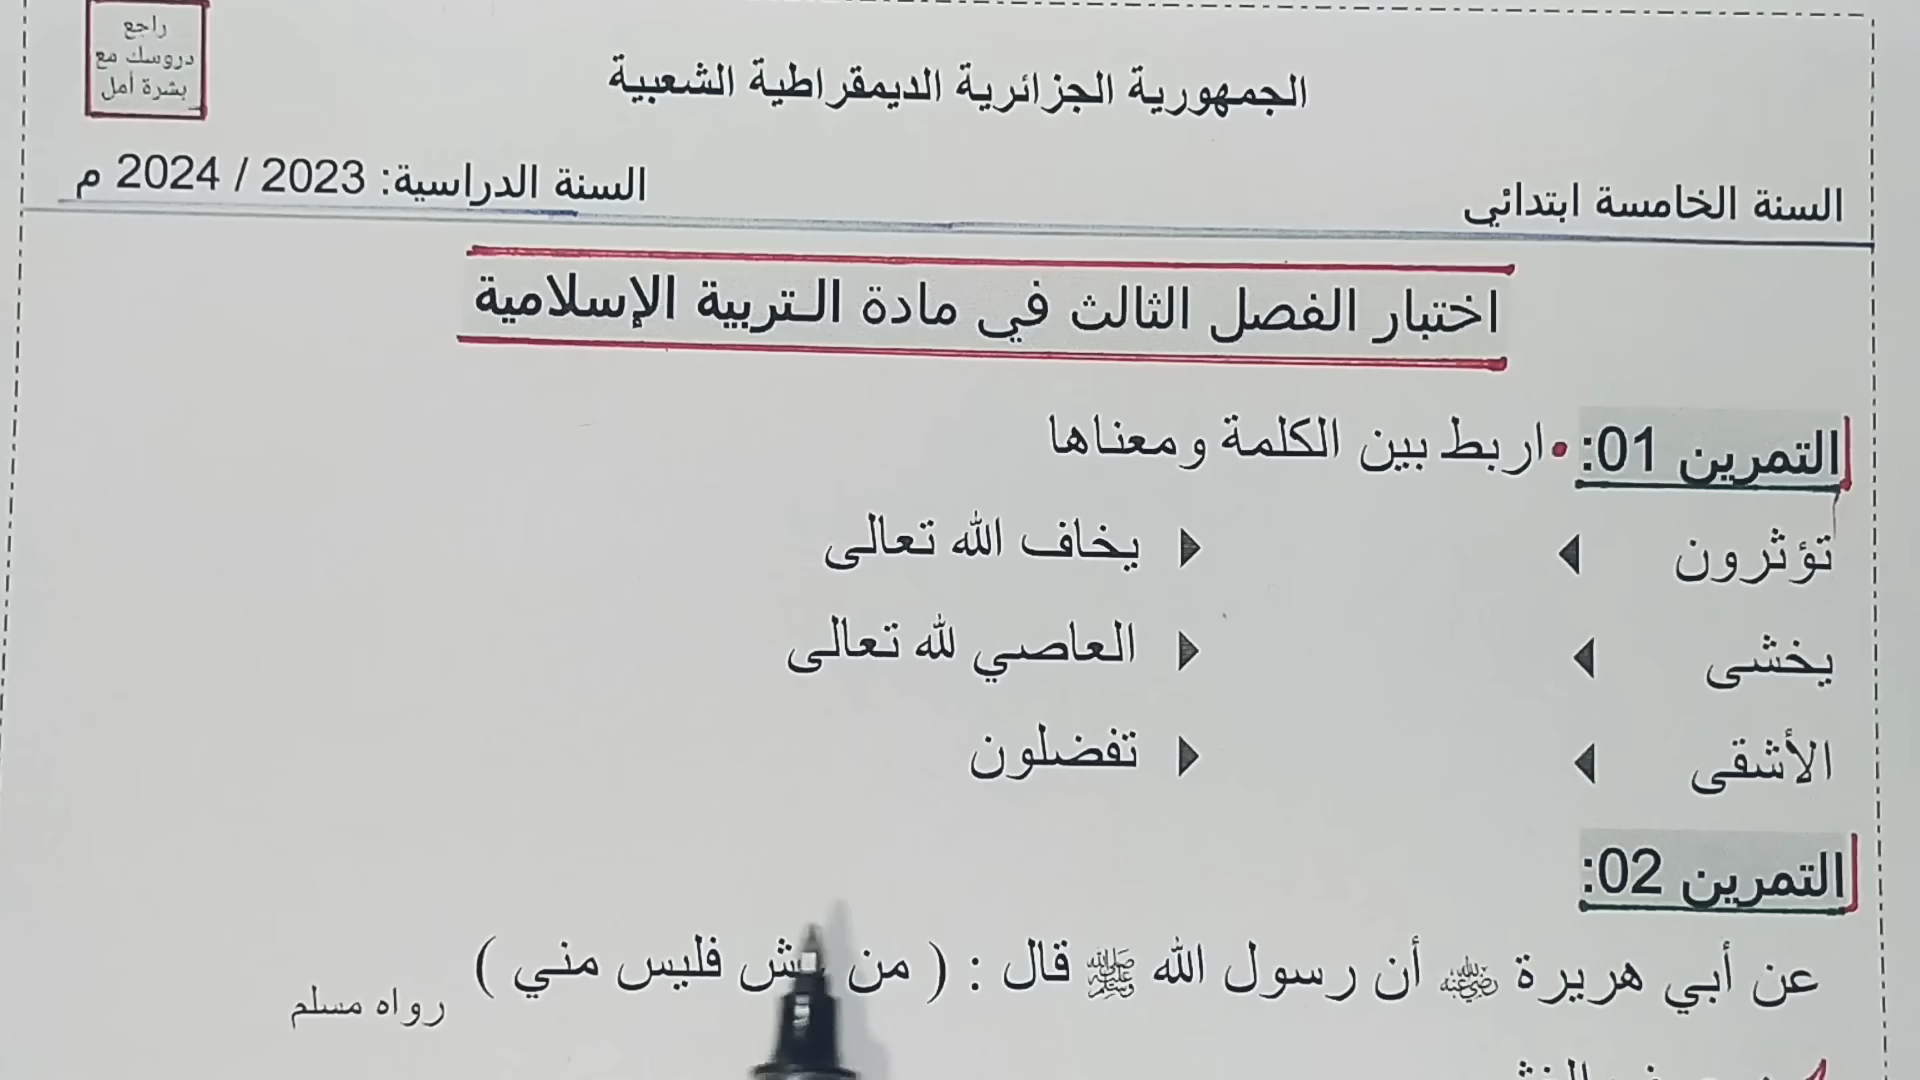 راجع
دروسك مع
بشرة أمل
الجمهورية الجزائرية الديمقراطية الشعبية
السنة الخامسة ابتدائي
السنة الدراسية: 2023 / 2024 م
اختبار الفصل الثالث في مادة التربية الإسلامية
التمرين 01: • اربط بين الكلمة ومعناها
تؤثرون ◀ ▶ يخاف الله تعالى
يخشى ◀ ▶ العاصي لله تعالى
الأشقى ◀ ▶ تفضلون
التمرين 02:
عن أبي هريرة رضي الله عنه أن رسول الله ﷺ قال : ( من غش فليس مني )
رواه مسلم